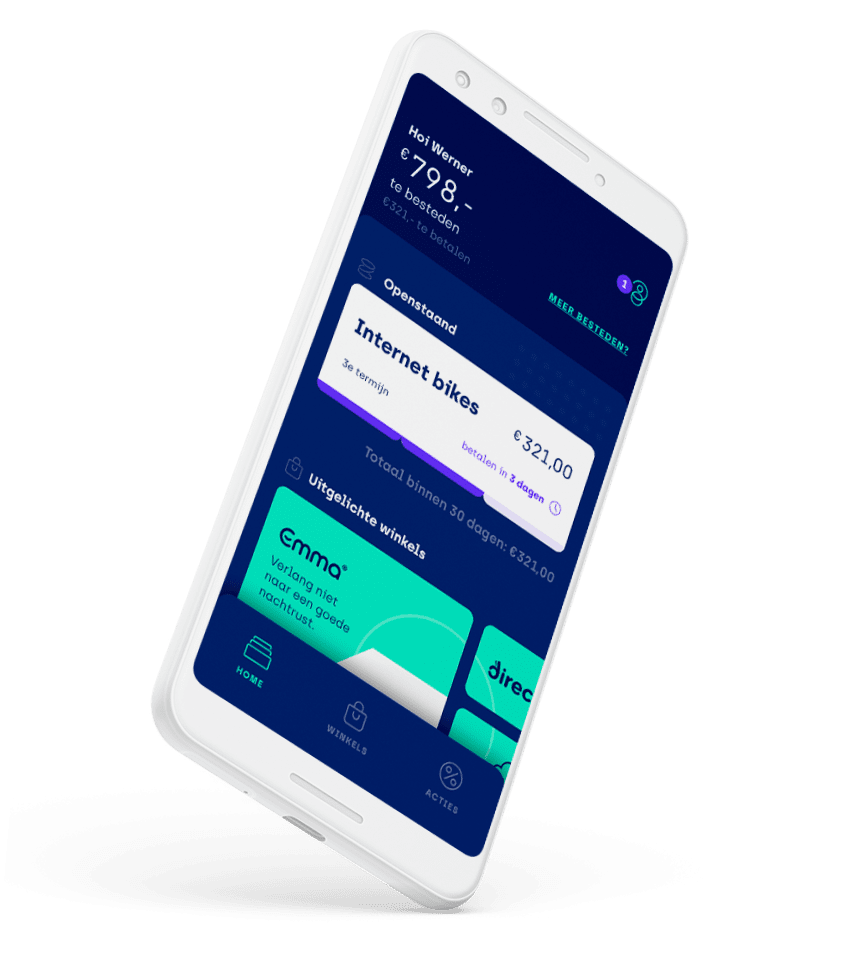 Hoi Werner
€798,-
te besteden
€321,- te betalen
1
MEER BESTEDEN?
Openstaand
Internet bikes
3e termijn
€321,00
betalen in 3 dagen
Totaal binnen 30 dagen: €321,00
Uitgelichte winkels
emma®
Verlang niet
naar een goede
nachtrust.
direc
HOME
WINKELS
ACTIES